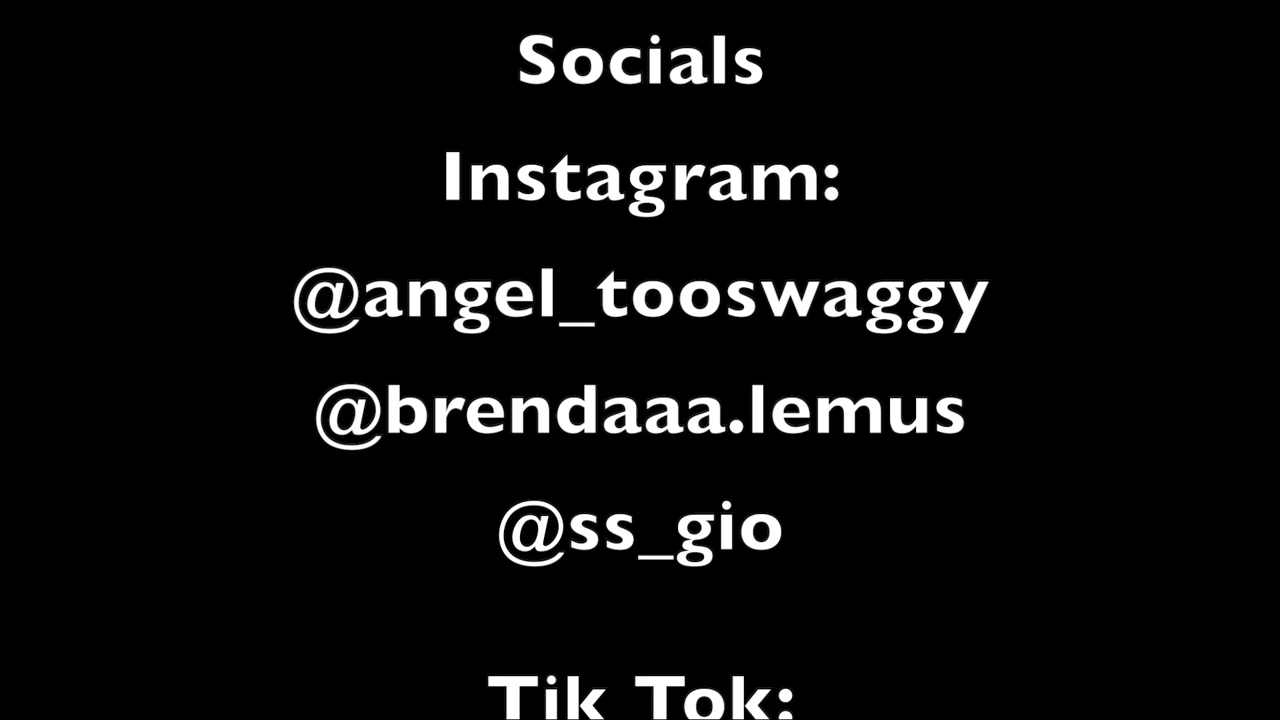 Socials
Instagram:
@angel_tooswaggy
@brendaaa.lemus
@ss_gio
Tik Tok: